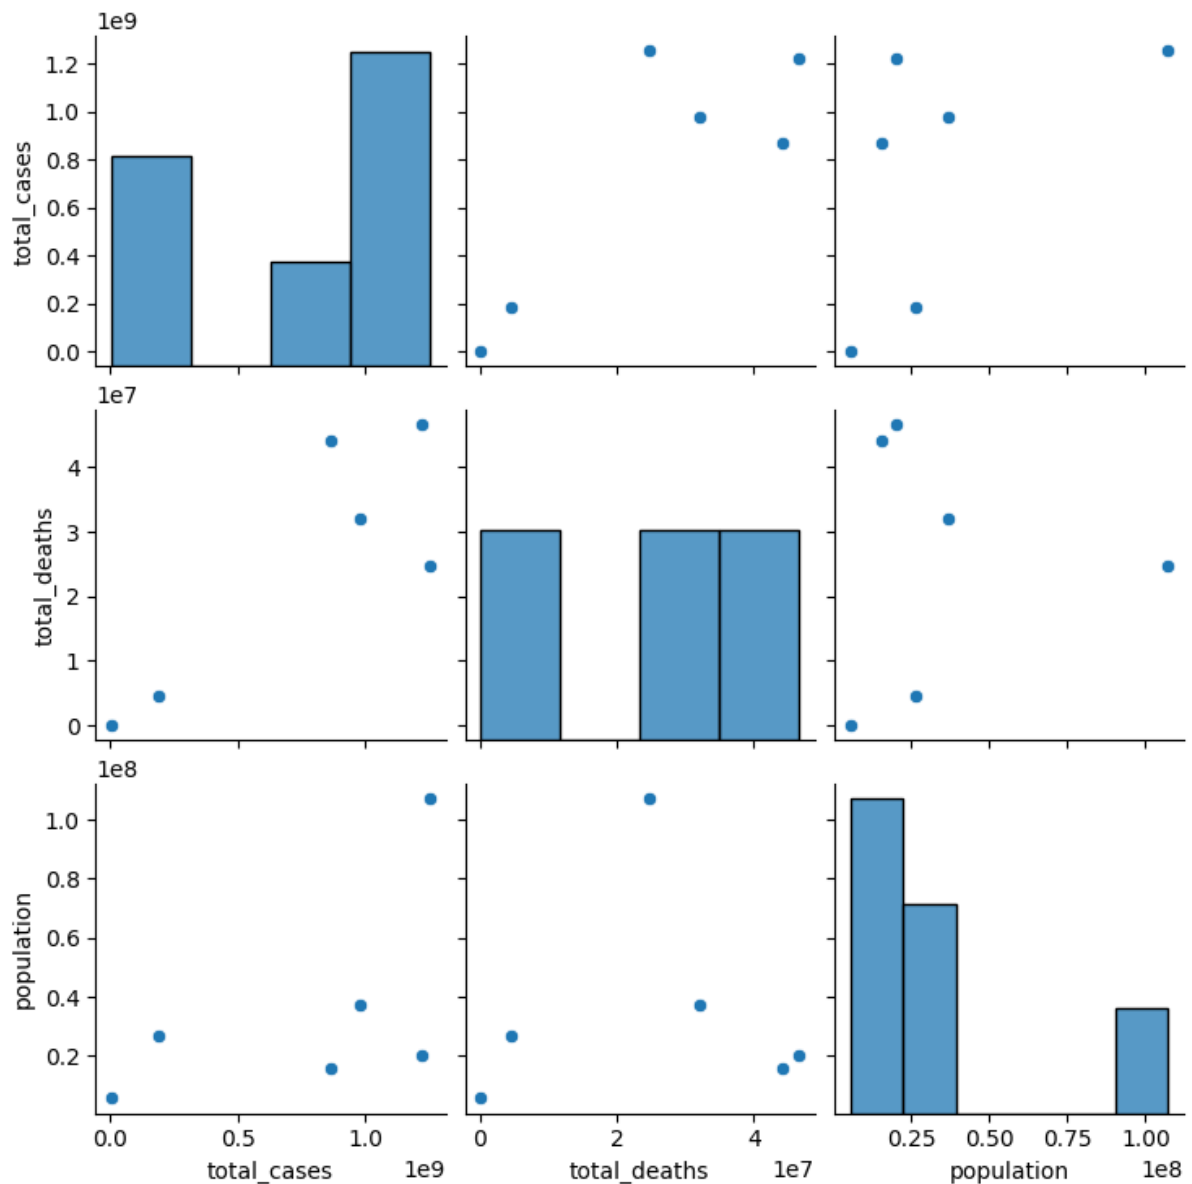 1e9
1.2
1.0
0.8
0.6
0.4
0.2
0.0
total_cases
1e7
4
3
2
1
0
total_deaths
1e8
1.0
0.8
0.6
0.4
0.2
population
0.0 0.5 1.0
total_cases 1e9
0 2 4
total_deaths 1e7
0.25 0.50 0.75 1.00
population 1e8